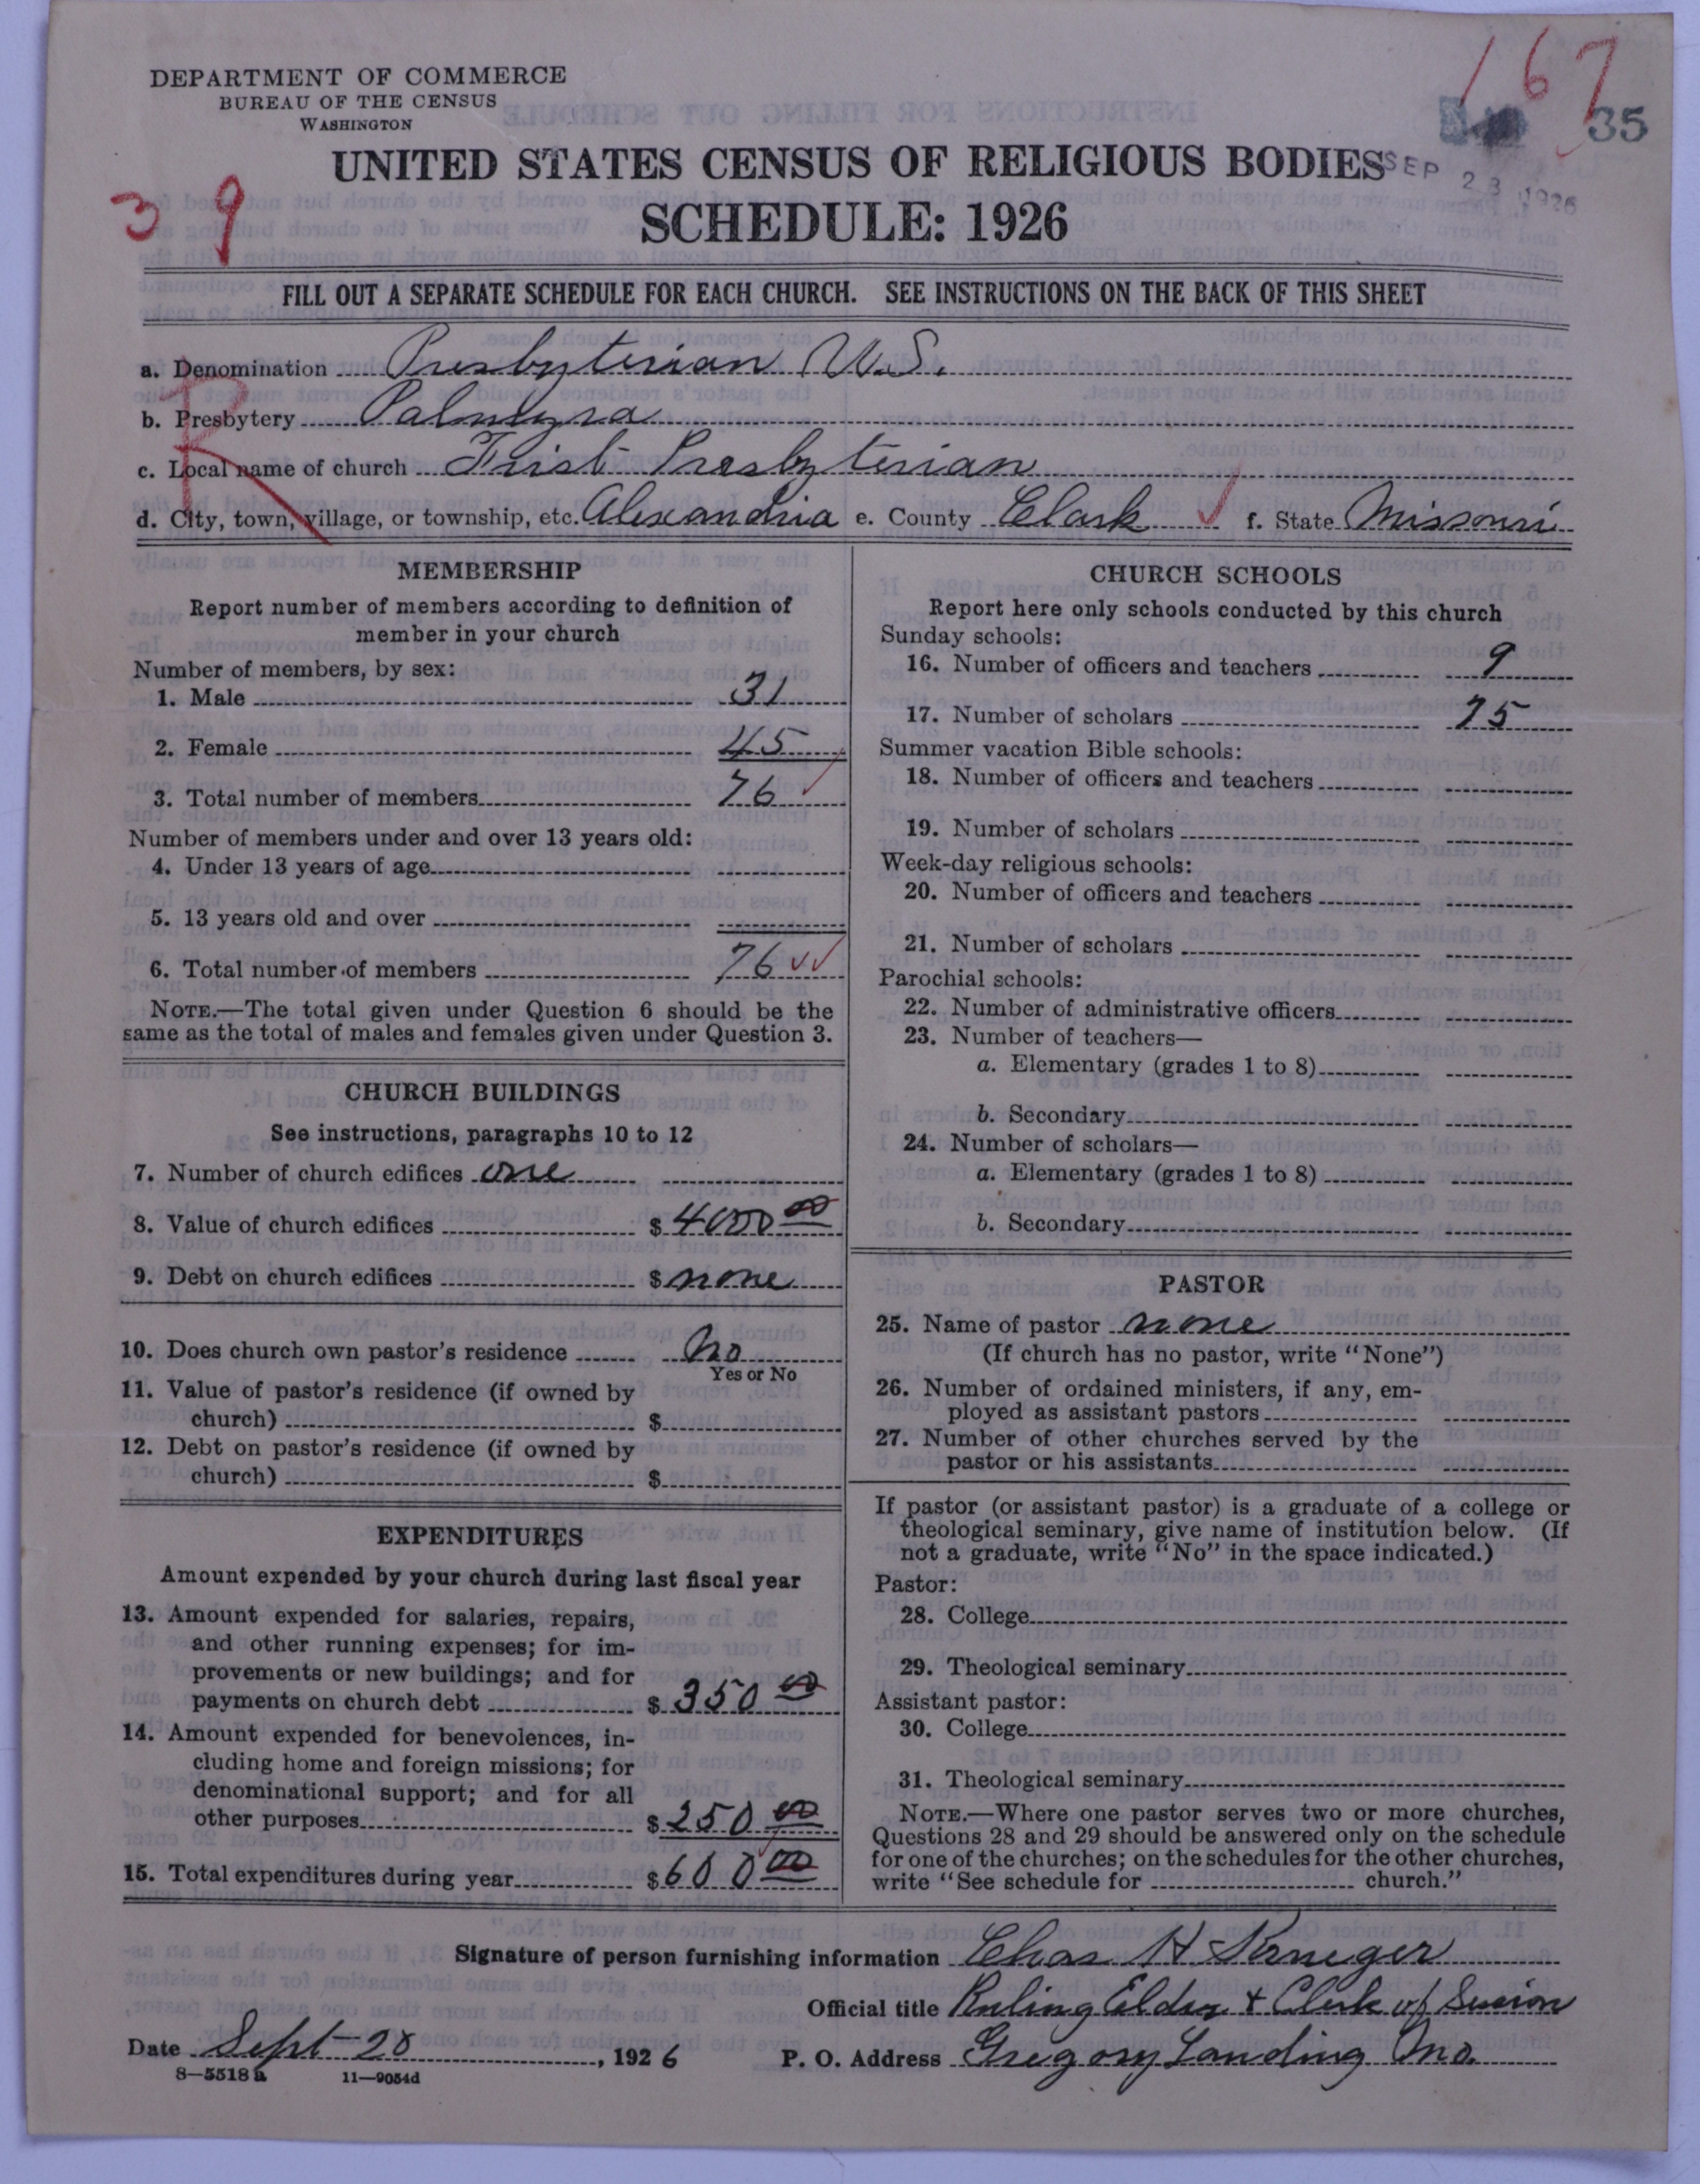 167
35
DEPARTMENT OF COMMERCE
BUREAU OF THE CENSUS
WASHINGTON
UNITED STATES CENSUS OF RELIGIOUS BODIES
SEP 23 1926
39
SCHEDULE: 1926
FILL OUT A SEPARATE SCHEDULE FOR EACH CHURCH. SEE INSTRUCTIONS ON THE BACK OF THIS SHEET
R
a. Denomination Presbyterian U.S.
b. Presbytery Palmyra
c. Local name of church First Presbyterian
d. City, town, village, or township, etc. Alexandria e. County Clark f. State Missouri
MEMBERSHIP
Report number of members according to definition of
member in your church
Number of members, by sex:
1. Male 31
2. Female 45
3. Total number of members 76
Number of members under and over 13 years old:
4. Under 13 years of age
5. 13 years old and over
6. Total number of members 76
NOTE.—The total given under Question 6 should be the
same as the total of males and females given under Question 3.
CHURCH BUILDINGS
See instructions, paragraphs 10 to 12
7. Number of church edifices one
8. Value of church edifices $ 4000 00
9. Debt on church edifices $ none
10. Does church own pastor's residence No
Yes or No
11. Value of pastor's residence (if owned by
church) $
12. Debt on pastor's residence (if owned by
church) $
EXPENDITURES
Amount expended by your church during last fiscal year
13. Amount expended for salaries, repairs,
and other running expenses; for im-
provements or new buildings; and for
payments on church debt $ 350 00
14. Amount expended for benevolences, in-
cluding home and foreign missions; for
denominational support; and for all
other purposes $ 250 00
15. Total expenditures during year $ 600 00
CHURCH SCHOOLS
Report here only schools conducted by this church
Sunday schools:
16. Number of officers and teachers 9
17. Number of scholars 75
Summer vacation Bible schools:
18. Number of officers and teachers
19. Number of scholars
Week-day religious schools:
20. Number of officers and teachers
21. Number of scholars
Parochial schools:
22. Number of administrative officers
23. Number of teachers—
a. Elementary (grades 1 to 8)
b. Secondary
24. Number of scholars—
a. Elementary (grades 1 to 8)
b. Secondary
PASTOR
25. Name of pastor none
(If church has no pastor, write "None")
26. Number of ordained ministers, if any, em-
ployed as assistant pastors
27. Number of other churches served by the
pastor or his assistants
If pastor (or assistant pastor) is a graduate of a college or
theological seminary, give name of institution below. (If
not a graduate, write "No" in the space indicated.)
Pastor:
28. College
29. Theological seminary
Assistant pastor:
30. College
31. Theological seminary
NOTE.—Where one pastor serves two or more churches,
Questions 28 and 29 should be answered only on the schedule
for one of the churches; on the schedules for the other churches,
write "See schedule for church."
Signature of person furnishing information Chas H Krueger
Official title Ruling Elder & Clerk of Session
Date Sept 20, 1926 P. O. Address Gregory Landing Mo.
8—5518a 11—9054d